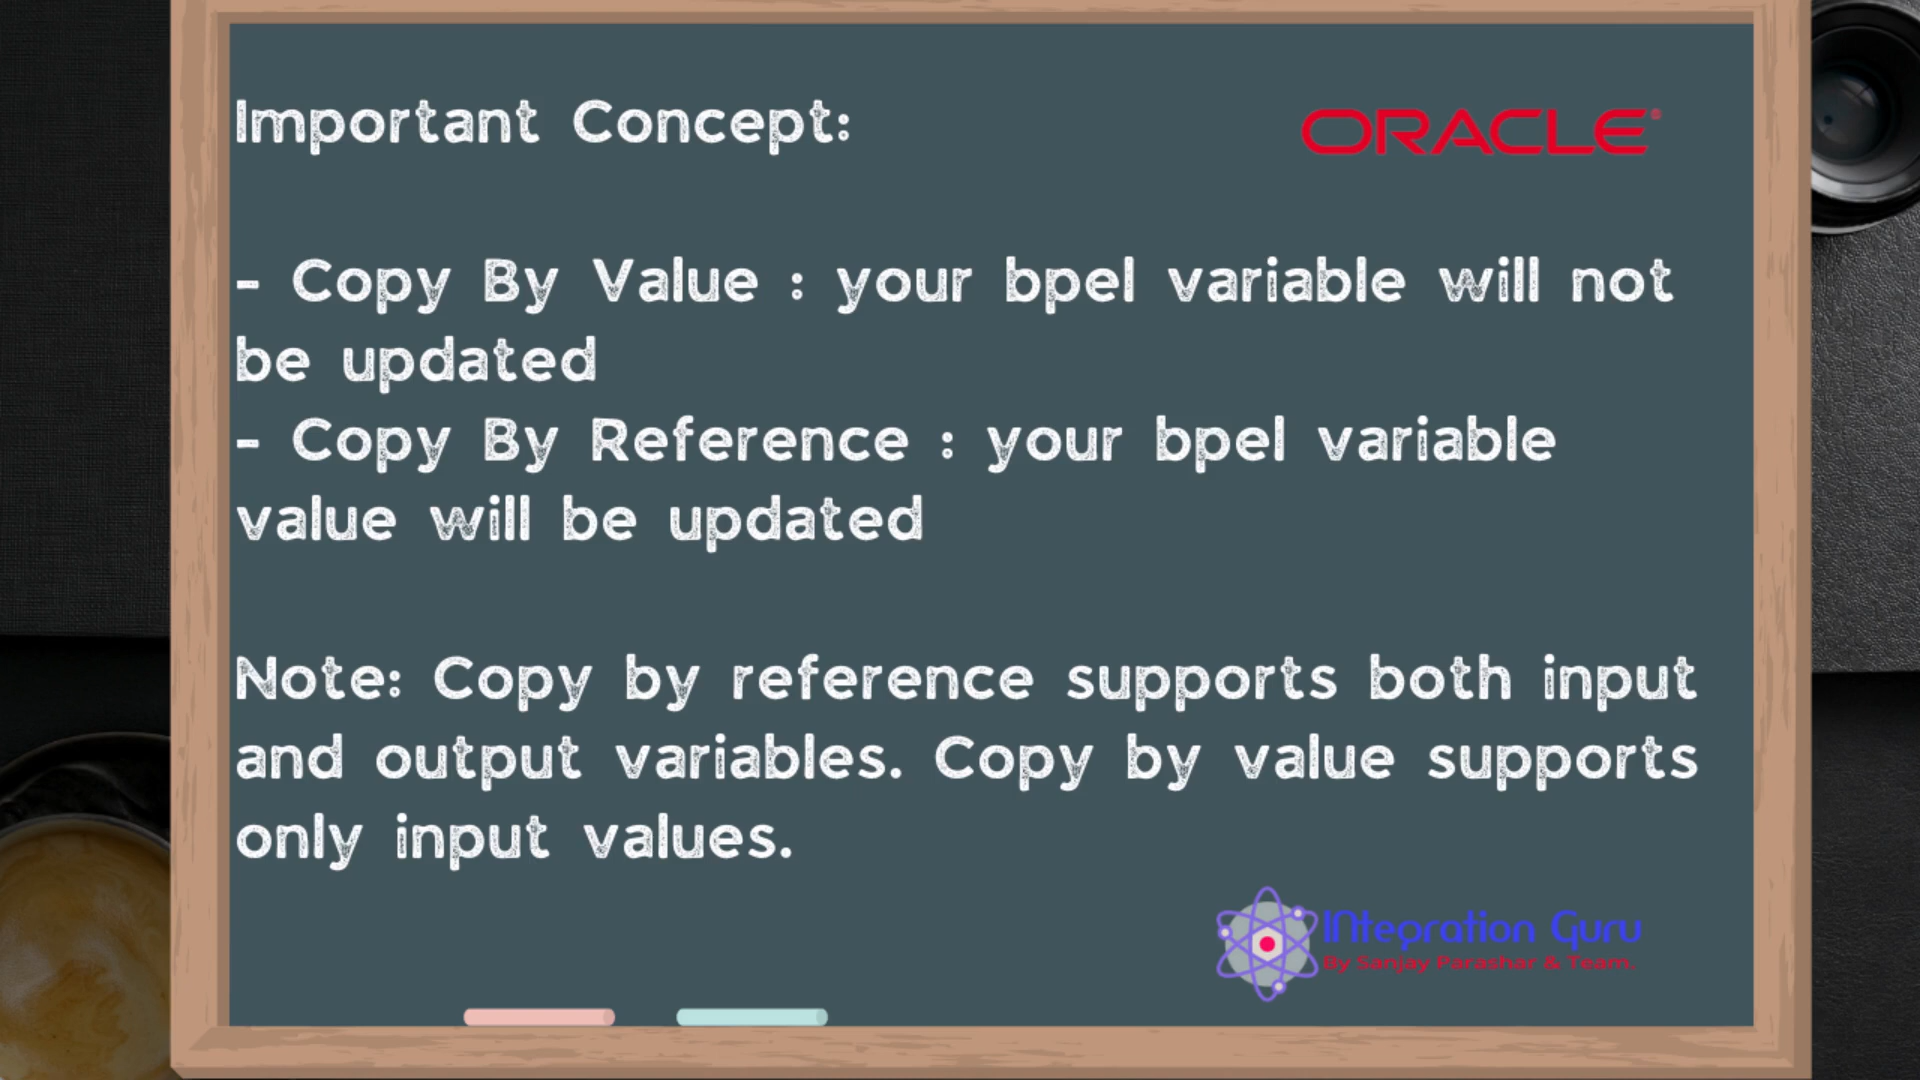 Important Concept:
ORACLE®
- Copy By Value : your bpel variable will not
be updated
- Copy By Reference : your bpel variable
value will be updated
Note: Copy by reference supports both input
and output variables. Copy by value supports
only input values.
INtegration Guru
By Sanjay Parashar & Team.